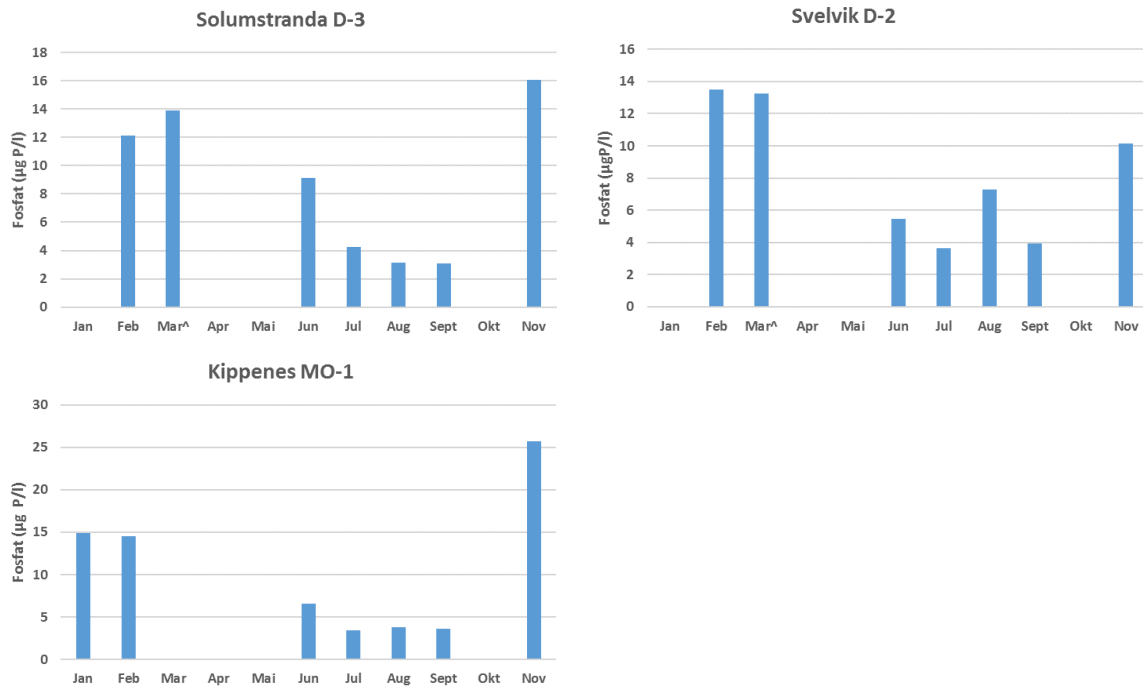 Solumstranda D-3
Fosfat (µg P/l)
18
16
14
12
10
8
6
4
2
0
Jan Feb Mar^ Apr Mai Jun Jul Aug Sept Okt Nov
Svelvik D-2
Fosfat (µgP/l)
16
14
12
10
8
6
4
2
0
Jan Feb Mar^ Apr Mai Jun Jul Aug Sept Okt Nov
Kippenes MO-1
Fosfat (µg P/l)
30
25
20
15
10
5
0
Jan Feb Mar Apr Mai Jun Jul Aug Sept Okt Nov